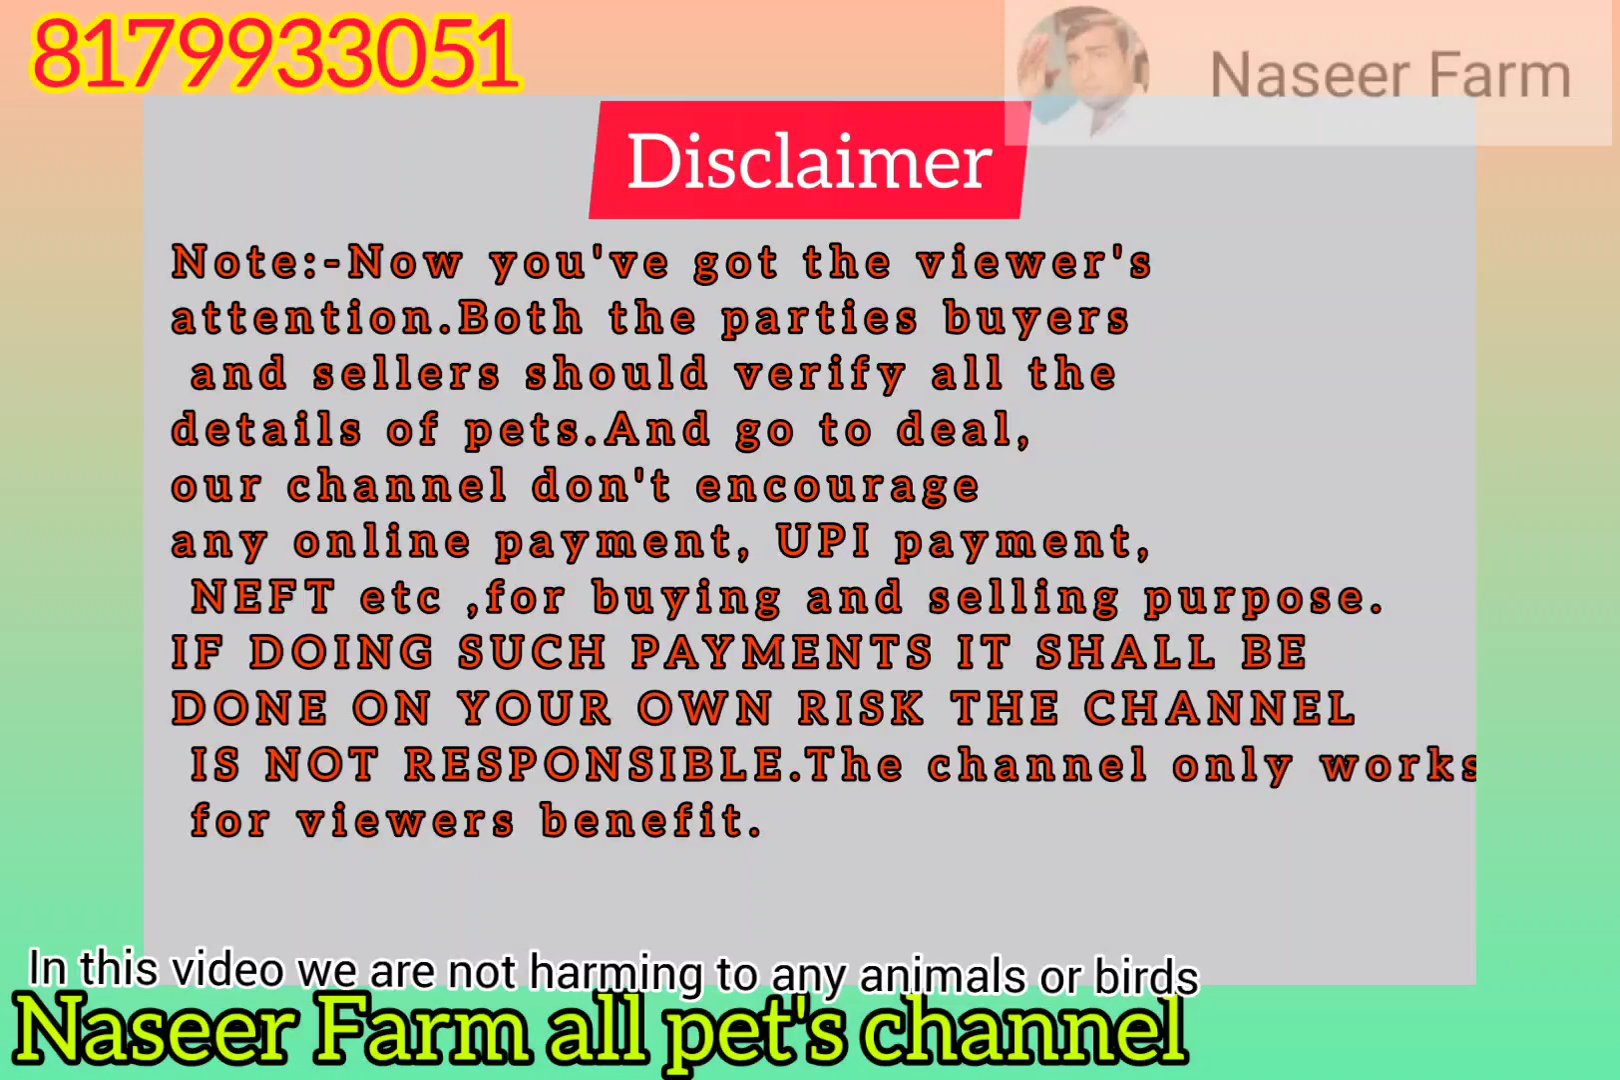 8179933051
Naseer Farm
Disclaimer
Note:-Now you've got the viewer's
attention.Both the parties buyers
and sellers should verify all the
details of pets.And go to deal,
our channel don't encourage
any online payment, UPI payment,
NEFT etc ,for buying and selling purpose.
IF DOING SUCH PAYMENTS IT SHALL BE
DONE ON YOUR OWN RISK THE CHANNEL
IS NOT RESPONSIBLE.The channel only works
for viewers benefit.
In this video we are not harming to any animals or birds
Naseer Farm all pet's channel